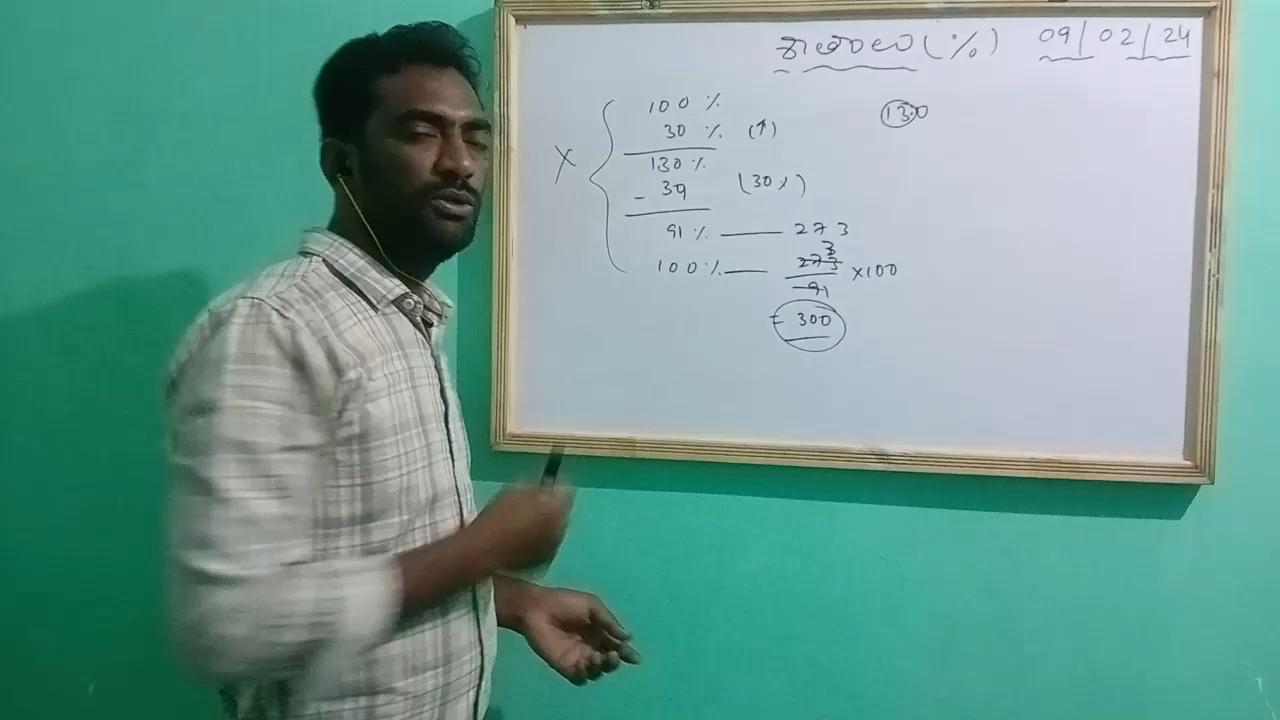 శాతాలు (%) 09/02/24
100 %
130
30 % (↑)
X
130 %
- 39 (30%)
91 % —— 273
3
100 % —— 273/91 ×100
= 300